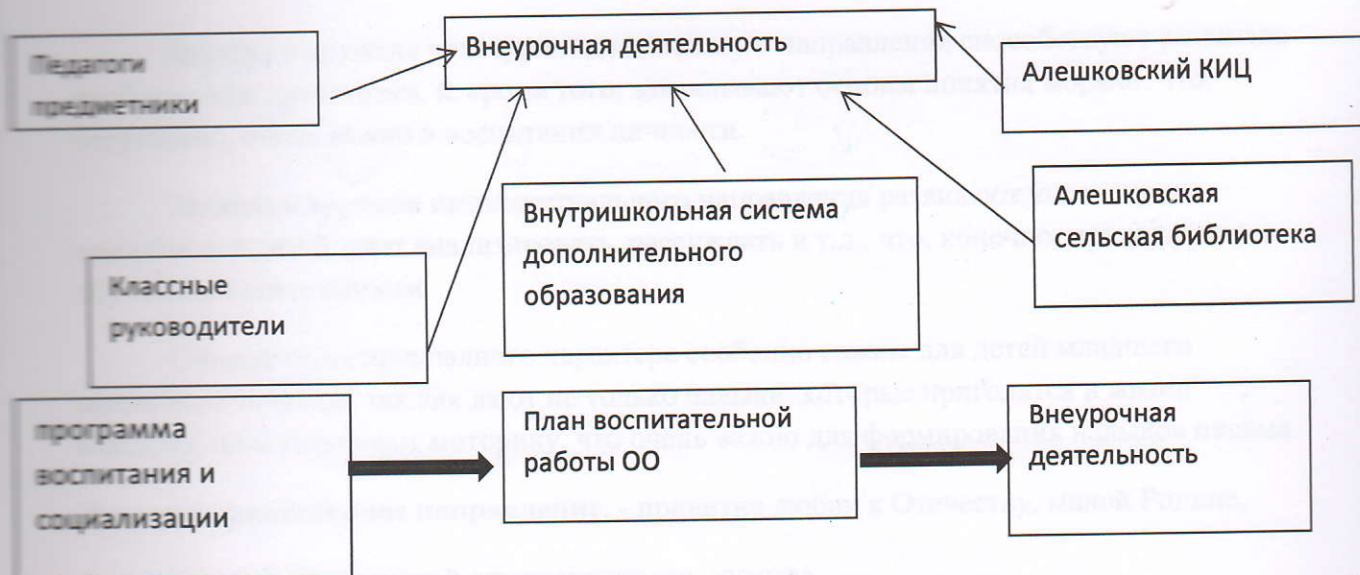 Внеурочная деятельность
Педагоги
предметники
Алешковский КИЦ
Внутришкольная система
дополнительного
образования
Алешковская
сельская библиотека
Классные
руководители
программа
воспитания и
социализации
План воспитательной
работы ОО
Внеурочная
деятельность